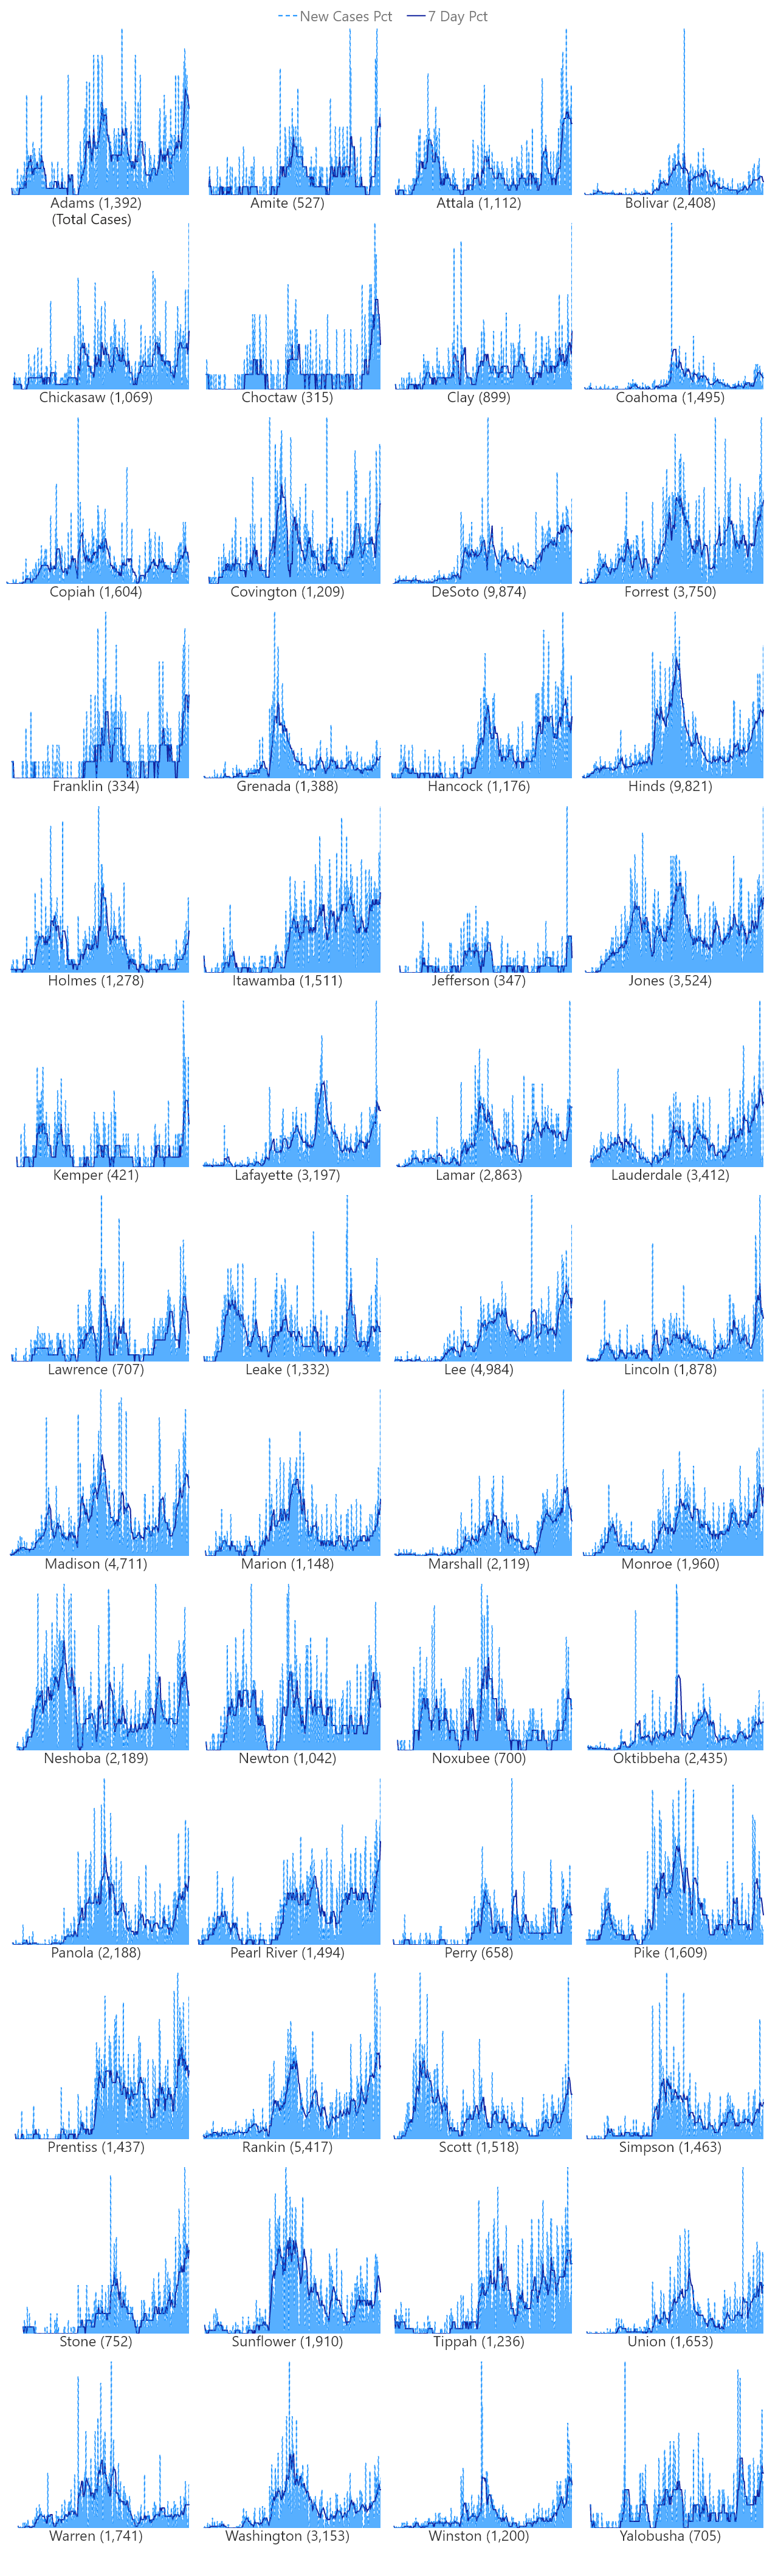 New Cases Pct 7 Day Pct
Adams (1,392) Amite (527) Attala (1,112) Bolivar (2,408)
(Total Cases)
Chickasaw (1,069) Choctaw (315) Clay (899) Coahoma (1,495)
Copiah (1,604) Covington (1,209) DeSoto (9,874) Forrest (3,750)
Franklin (334) Grenada (1,388) Hancock (1,176) Hinds (9,821)
Holmes (1,278) Itawamba (1,511) Jefferson (347) Jones (3,524)
Kemper (421) Lafayette (3,197) Lamar (2,863) Lauderdale (3,412)
Lawrence (707) Leake (1,332) Lee (4,984) Lincoln (1,878)
Madison (4,711) Marion (1,148) Marshall (2,119) Monroe (1,960)
Neshoba (2,189) Newton (1,042) Noxubee (700) Oktibbeha (2,435)
Panola (2,188) Pearl River (1,494) Perry (658) Pike (1,609)
Prentiss (1,437) Rankin (5,417) Scott (1,518) Simpson (1,463)
Stone (752) Sunflower (1,910) Tippah (1,236) Union (1,653)
Warren (1,741) Washington (3,153) Winston (1,200) Yalobusha (705)